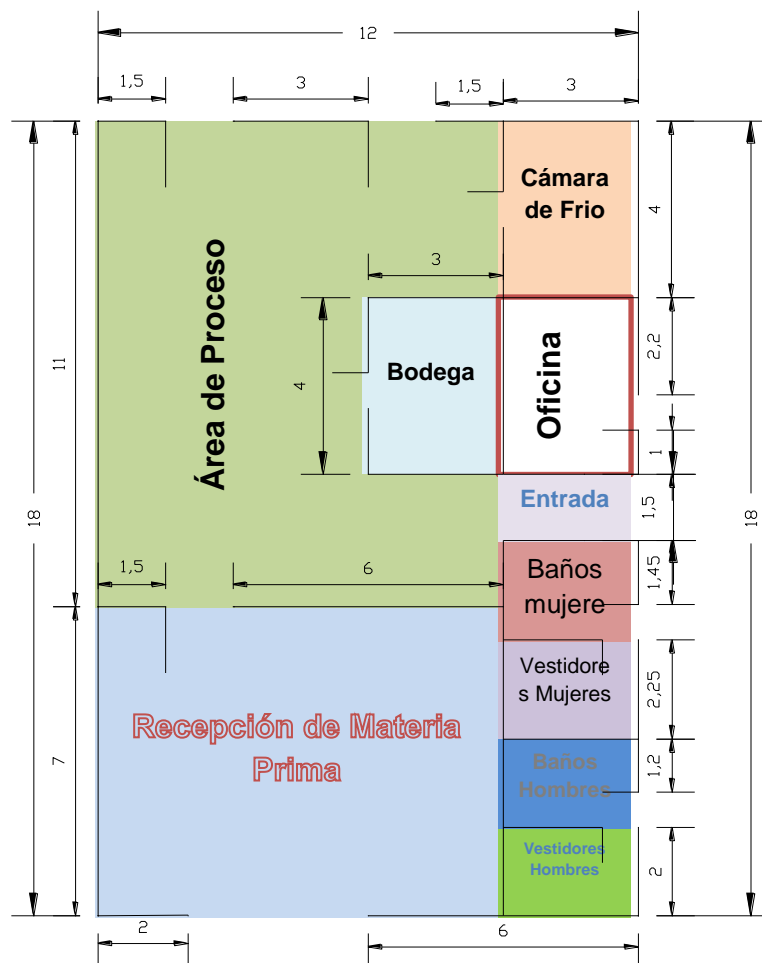 12
1,5
3
1,5
3
Cámara
de Frio
4
3
Área de Proceso
11
4
Bodega
Oficina
2,2
1
18
18
Entrada
1,5
1,5
6
Baños
mujere
1,45
Vestidore
s Mujeres
2,25
Recepción de Materia
Prima
7
Baños
Hombres
1,2
Vestidores
Hombres
2
2
6